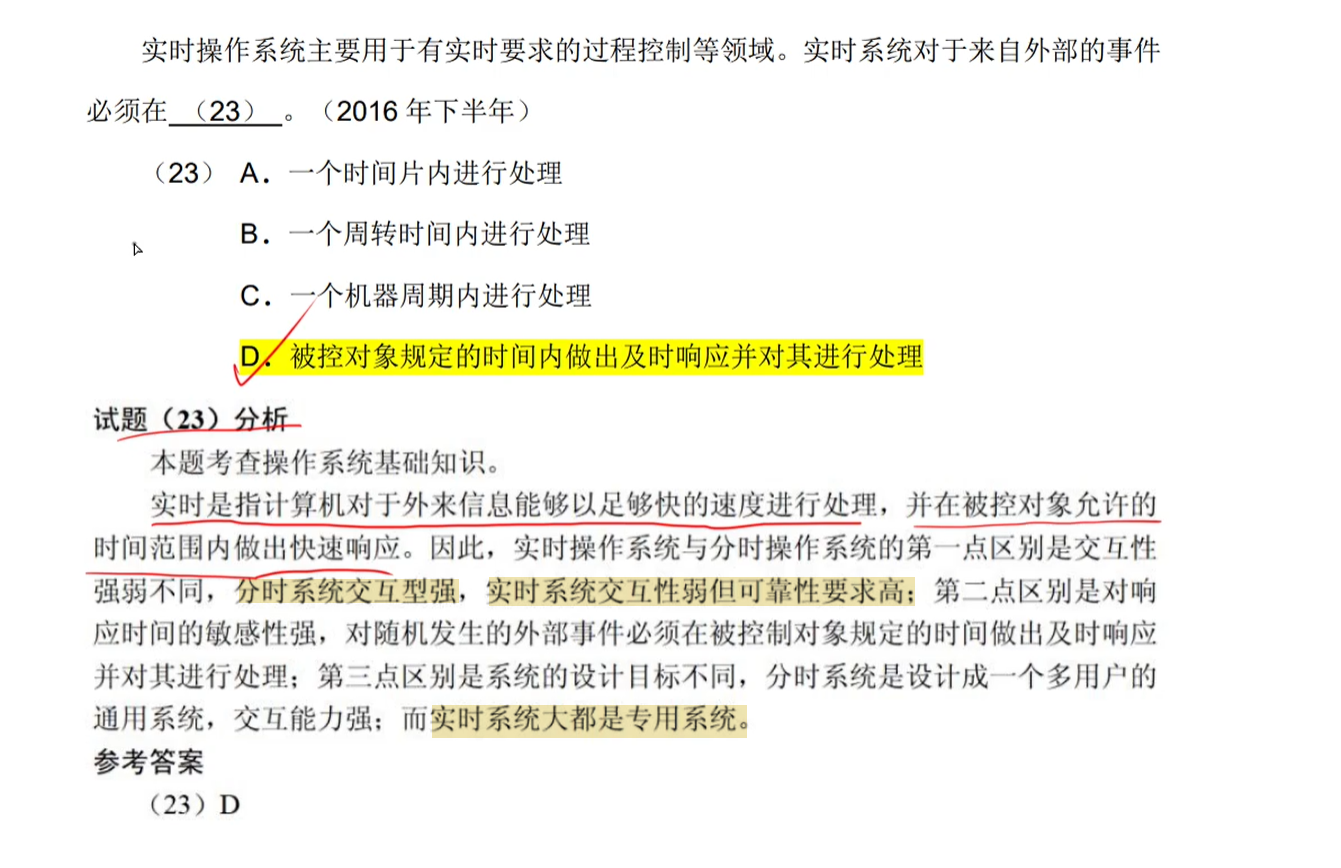 实时操作系统主要用于有实时要求的过程控制等领域。实时系统对于来自外部的事件
必须在（23）。（2016 年下半年）
（23） A．一个时间片内进行处理
B．一个周转时间内进行处理
C．一个机器周期内进行处理
D．被控对象规定的时间内做出及时响应并对其进行处理
试题（23）分析
本题考查操作系统基础知识。
实时是指计算机对于外来信息能够以足够快的速度进行处理，并在被控对象允许的
时间范围内做出快速响应。因此，实时操作系统与分时操作系统的第一点区别是交互性
强弱不同，分时系统交互型强，实时系统交互性弱但可靠性要求高；第二点区别是对响
应时间的敏感性强，对随机发生的外部事件必须在被控制对象规定的时间做出及时响应
并对其进行处理；第三点区别是系统的设计目标不同，分时系统是设计成一个多用户的
通用系统，交互能力强；而实时系统大都是专用系统。
参考答案
（23）D